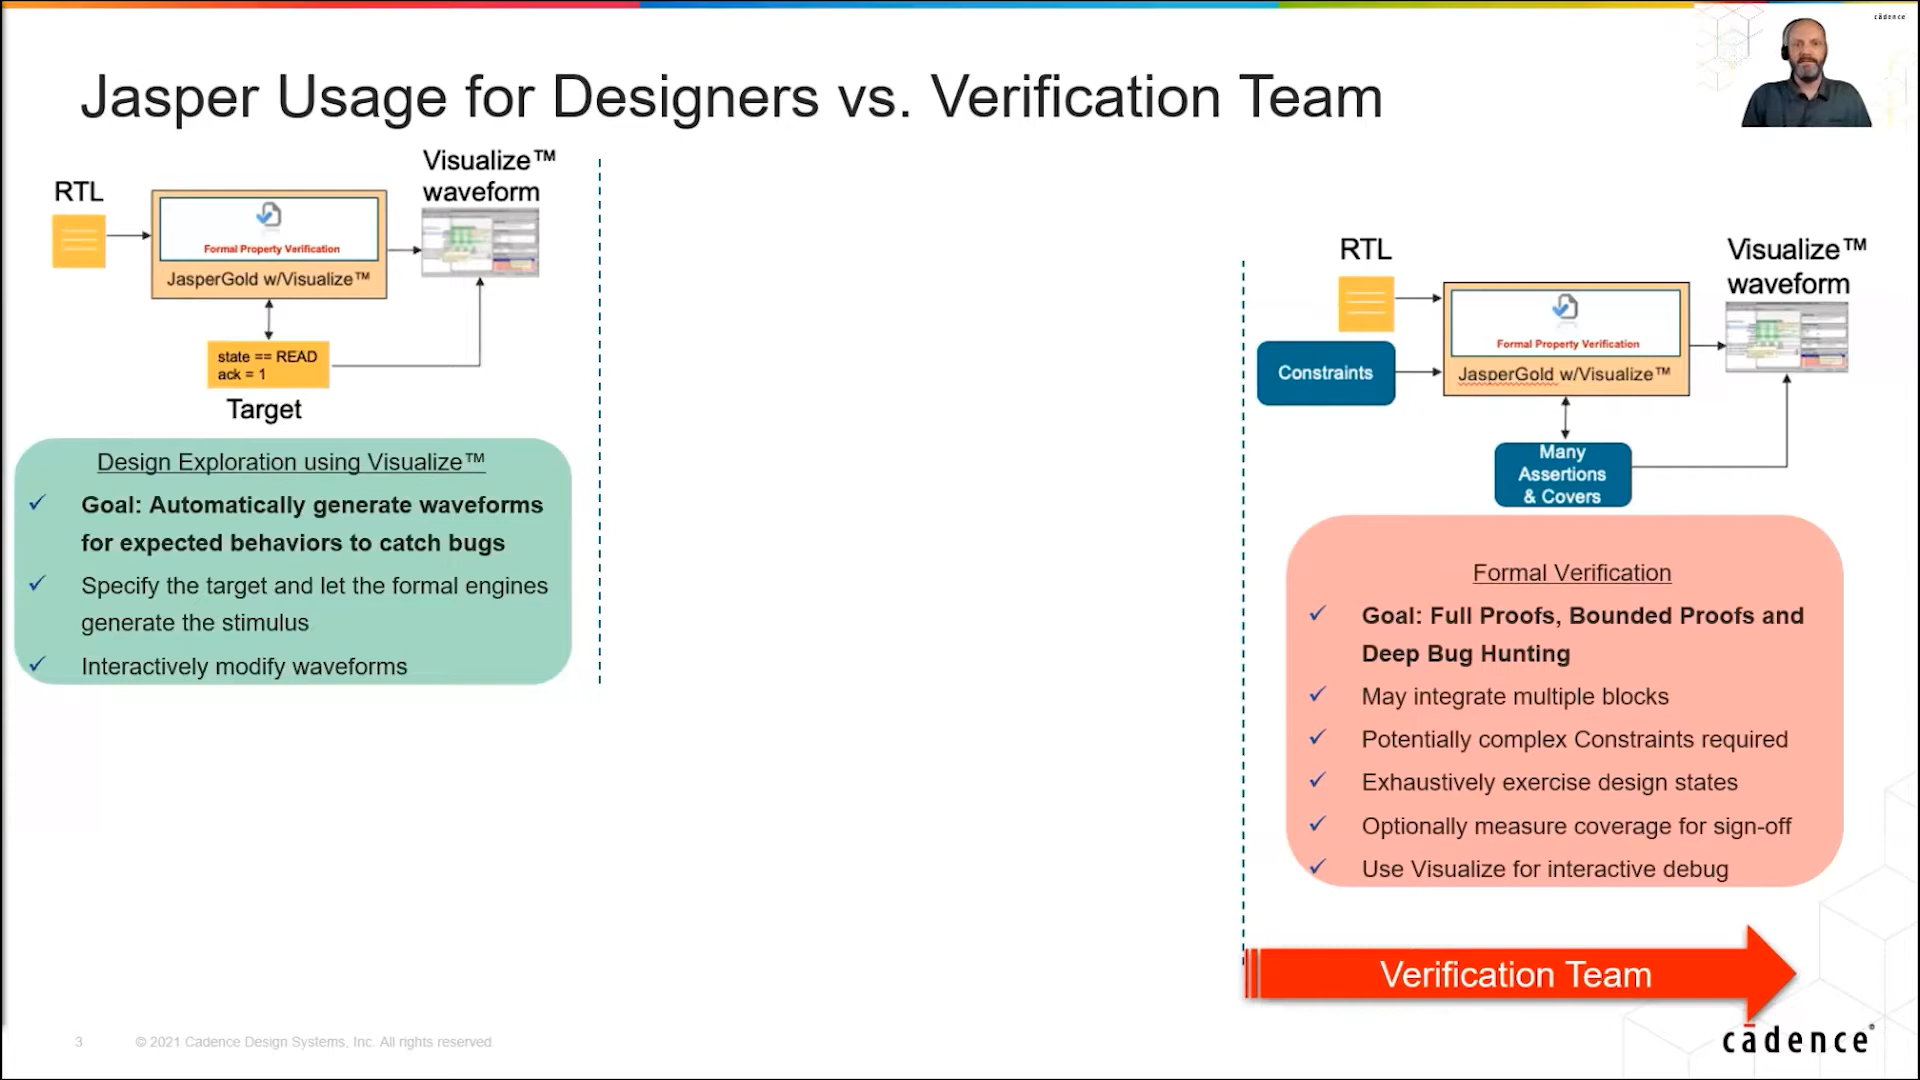 cādence
Jasper Usage for Designers vs. Verification Team
Visualize™
waveform
RTL
Formal Property Verification
JasperGold w/Visualize™
state == READ
ack = 1
Target
Design Exploration using Visualize™
✓ Goal: Automatically generate waveforms
for expected behaviors to catch bugs
✓ Specify the target and let the formal engines
generate the stimulus
✓ Interactively modify waveforms
RTL
Visualize™
waveform
Formal Property Verification
JasperGold w/Visualize™
Constraints
Many
Assertions
& Covers
Formal Verification
✓ Goal: Full Proofs, Bounded Proofs and
Deep Bug Hunting
✓ May integrate multiple blocks
✓ Potentially complex Constraints required
✓ Exhaustively exercise design states
✓ Optionally measure coverage for sign-off
✓ Use Visualize for interactive debug
Verification Team
3 © 2021 Cadence Design Systems, Inc. All rights reserved
cādence®